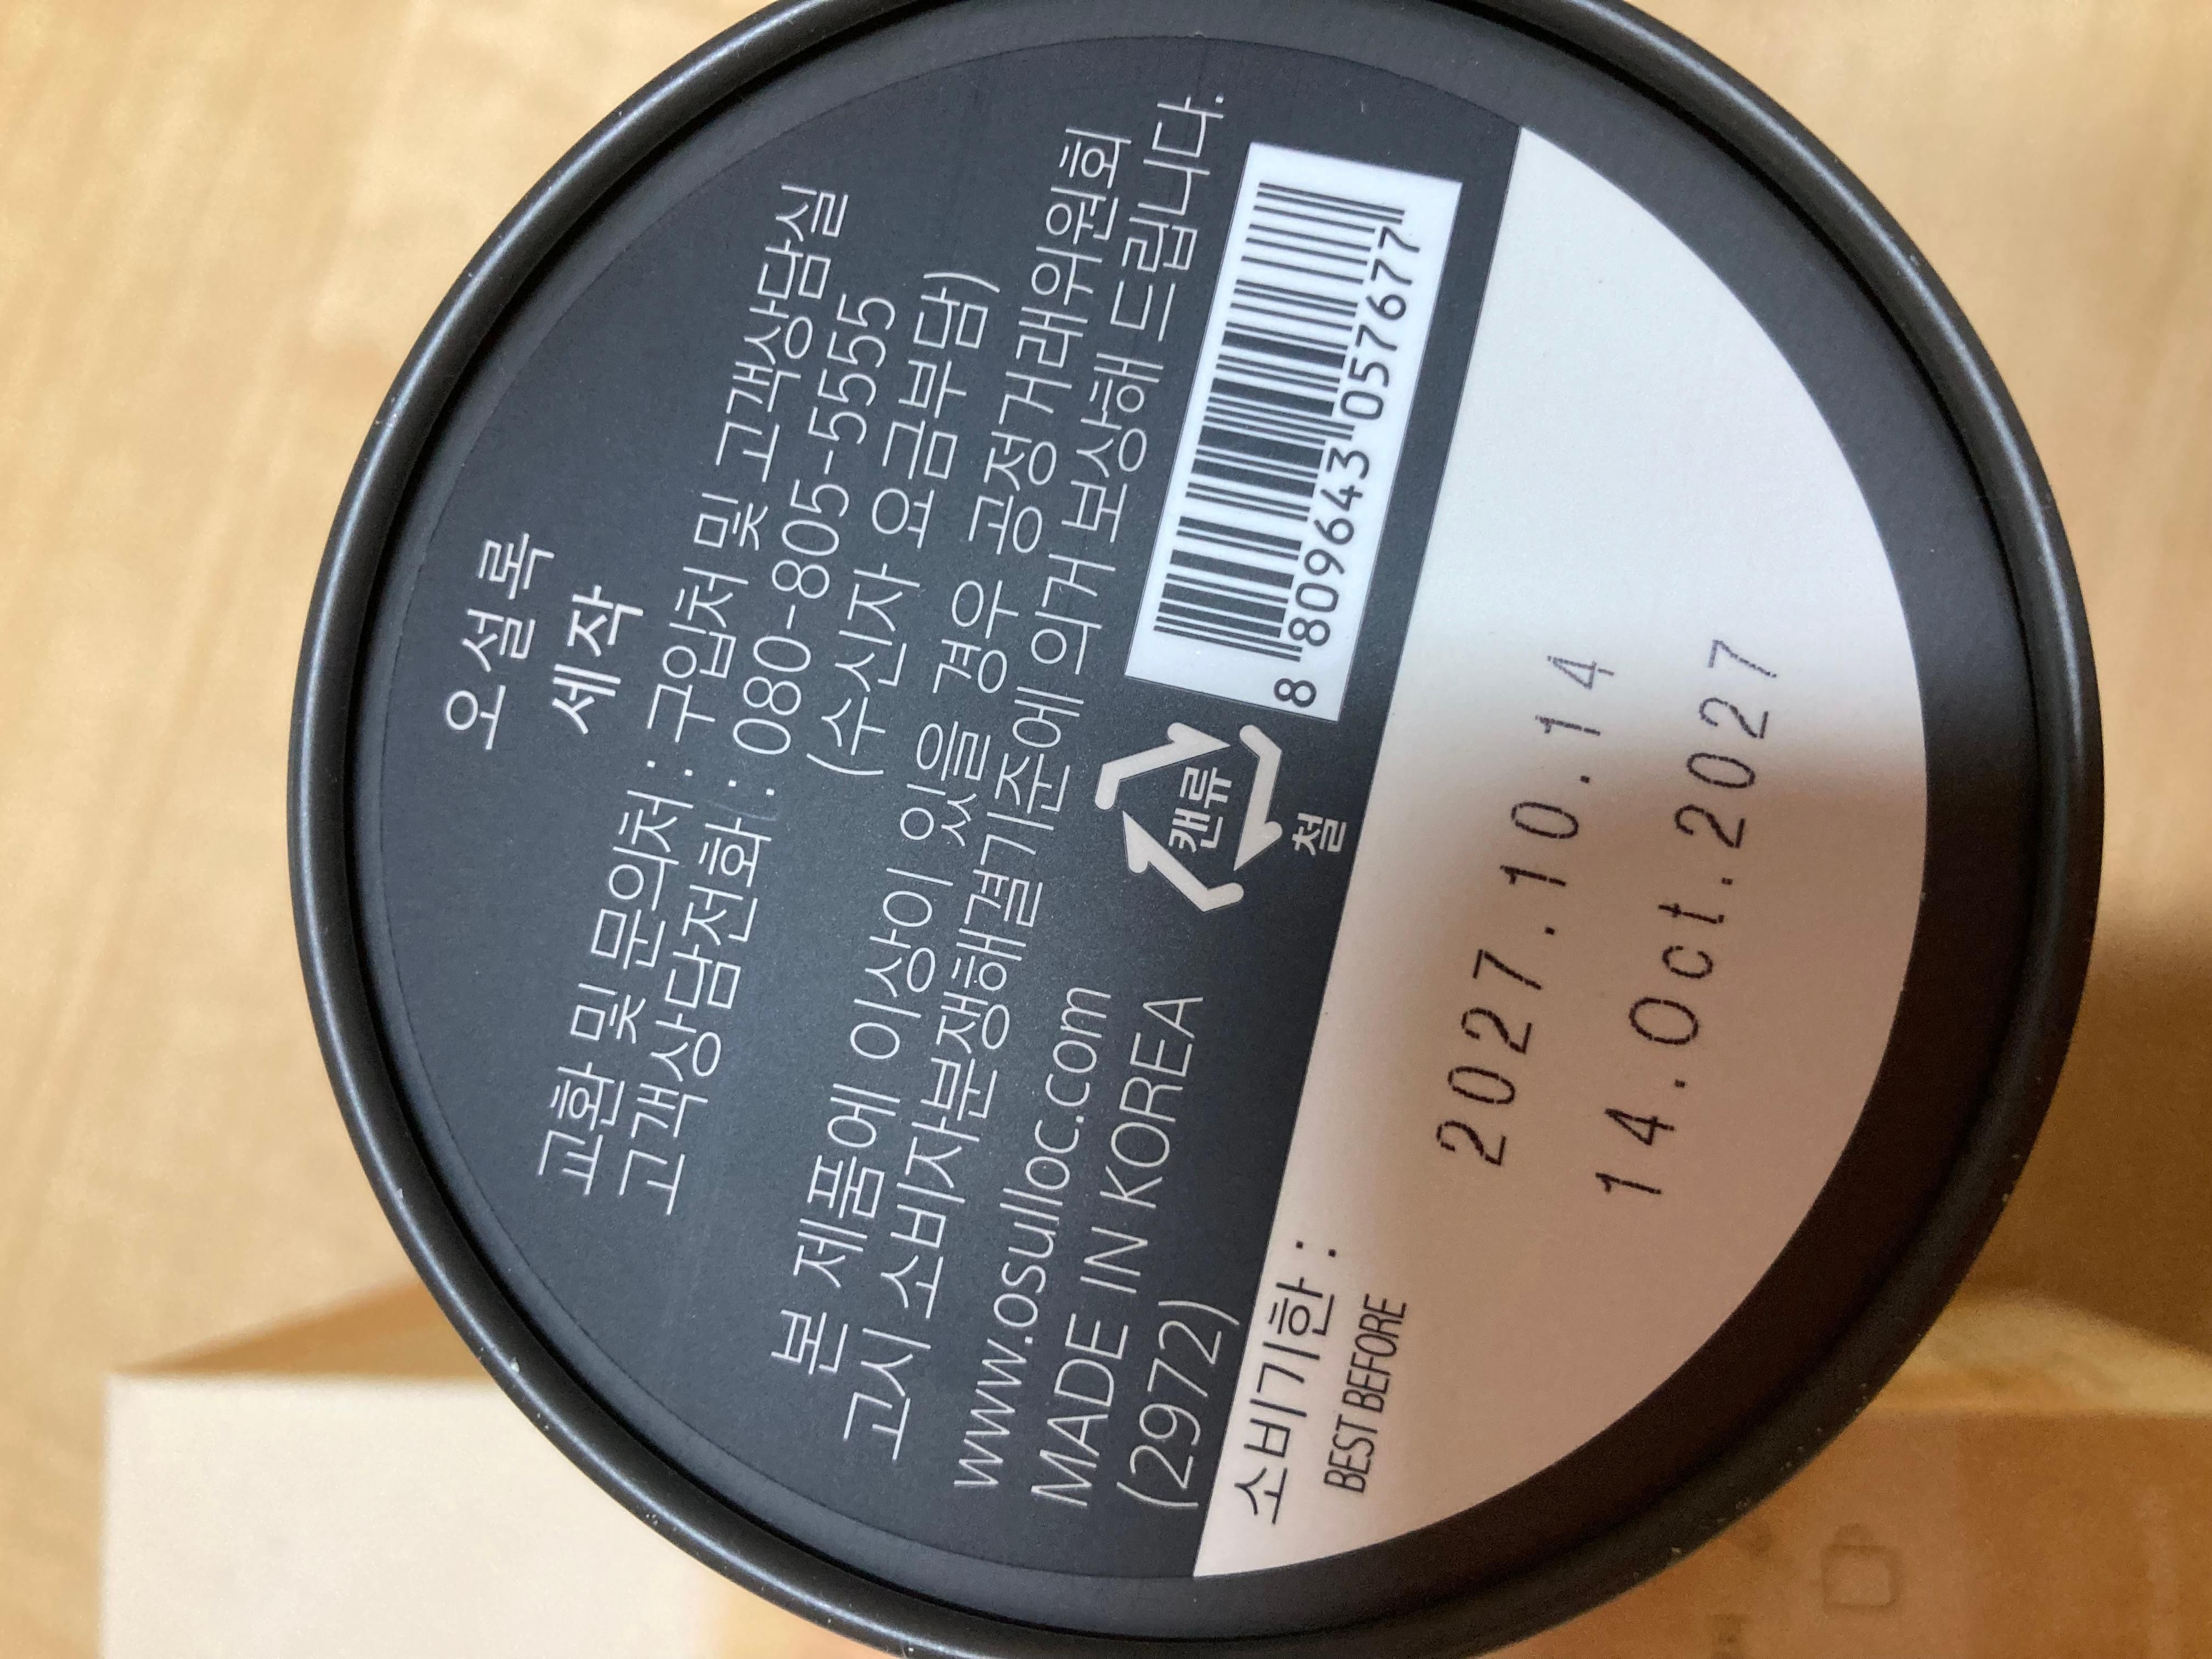 오설록
세작
교환 및 문의처 : 구입처 및 고객상담실
고객상담전화 : 080-805-5555
(수신자 요금부담)
본 제품에 이상이 있을 경우 공정거래위원회
고시 소비자분쟁해결기준에 의거 보상해 드립니다.
www.osulloc.com
MADE IN KOREA
(2972)
캔류
철
8 809643 057677
소비기한 :
BEST BEFORE
2027.10.14
14.Oct.2027